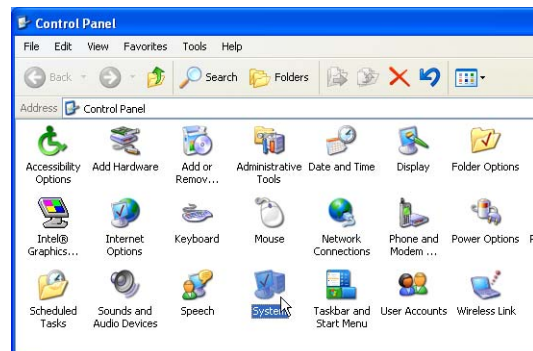 Control Panel
File Edit View Favorites Tools Help
Back Search Folders
Address Control Panel
Accessibility Options Add Hardware Add or Remov... Administrative Tools Date and Time Display Folder Options
Intel® Graphics... Internet Options Keyboard Mouse Network Connections Phone and Modem ... Power Options
Scheduled Tasks Sounds and Audio Devices Speech System Taskbar and Start Menu User Accounts Wireless Link